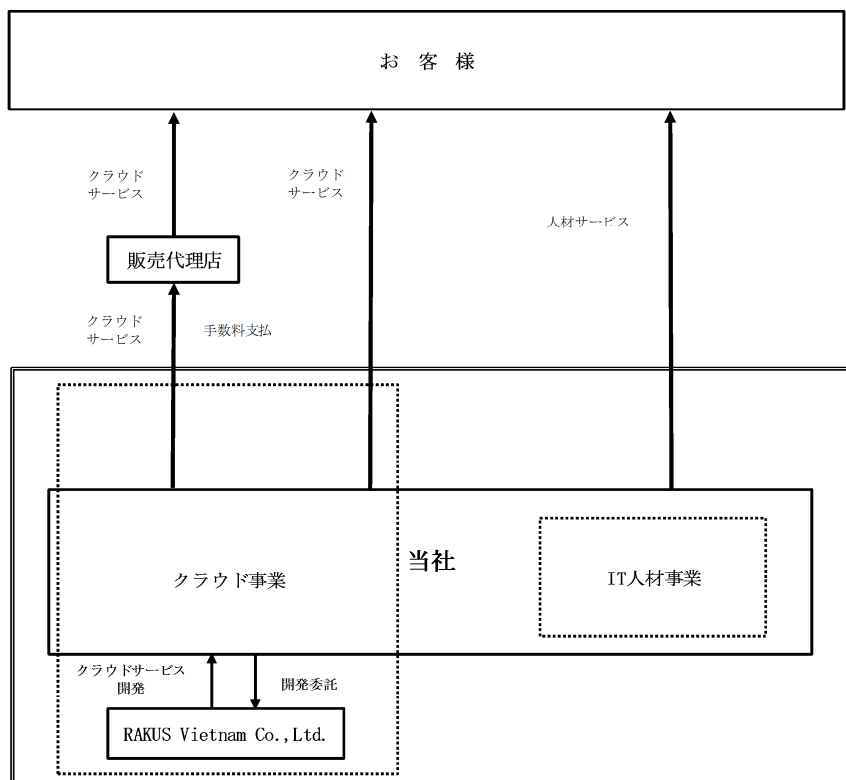 お 客 様
クラウド
サービス
クラウド
サービス
人材サービス
販売代理店
クラウド
サービス
手数料支払
当社
クラウド事業
IT人材事業
クラウドサービス
開発
開発委託
RAKUS Vietnam Co.,Ltd.